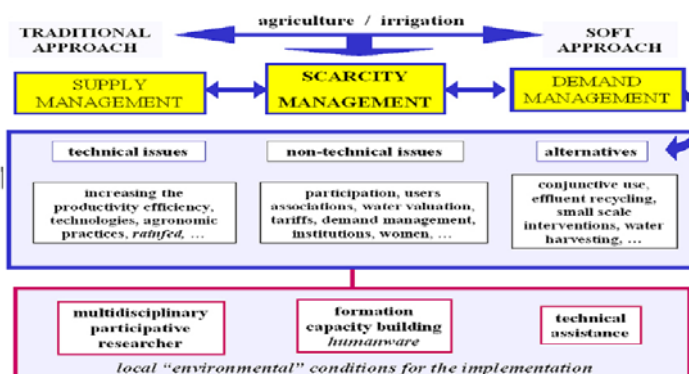 agriculture / irrigation
TRADITIONAL
APPROACH
SOFT
APPROACH
SUPPLY
MANAGEMENT
SCARCITY
MANAGEMENT
DEMAND
MANAGEMENT
technical issues
non-technical issues
alternatives
increasing the
productivity efficiency,
technologies, agronomic
practices, rainfed, ...
participation, users
associations, water valuation,
tariffs, demand management,
institutions, women, ...
conjunctive use,
effluent recycling,
small scale
interventions, water
harvesting, ...
multidisciplinary
participative
researcher
formation
capacity building
humanware
technical
assistance
local "environmental" conditions for the implementation